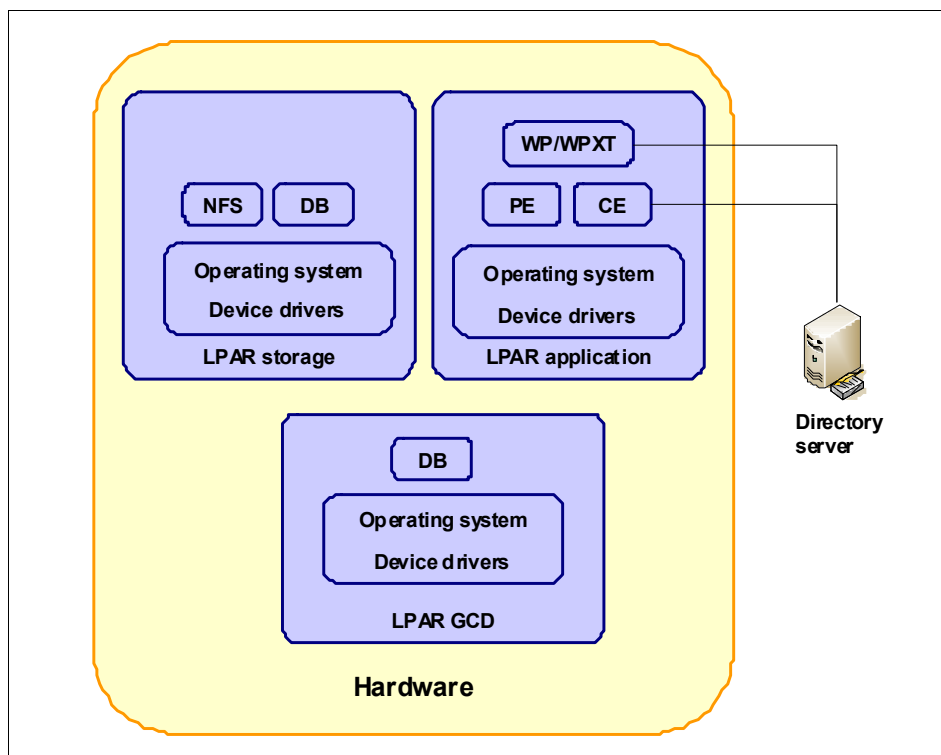 WP/WPXT
NFS
DB
PE
CE
Operating system
Device drivers
LPAR storage
Operating system
Device drivers
LPAR application
Directory
server
DB
Operating system
Device drivers
LPAR GCD
Hardware